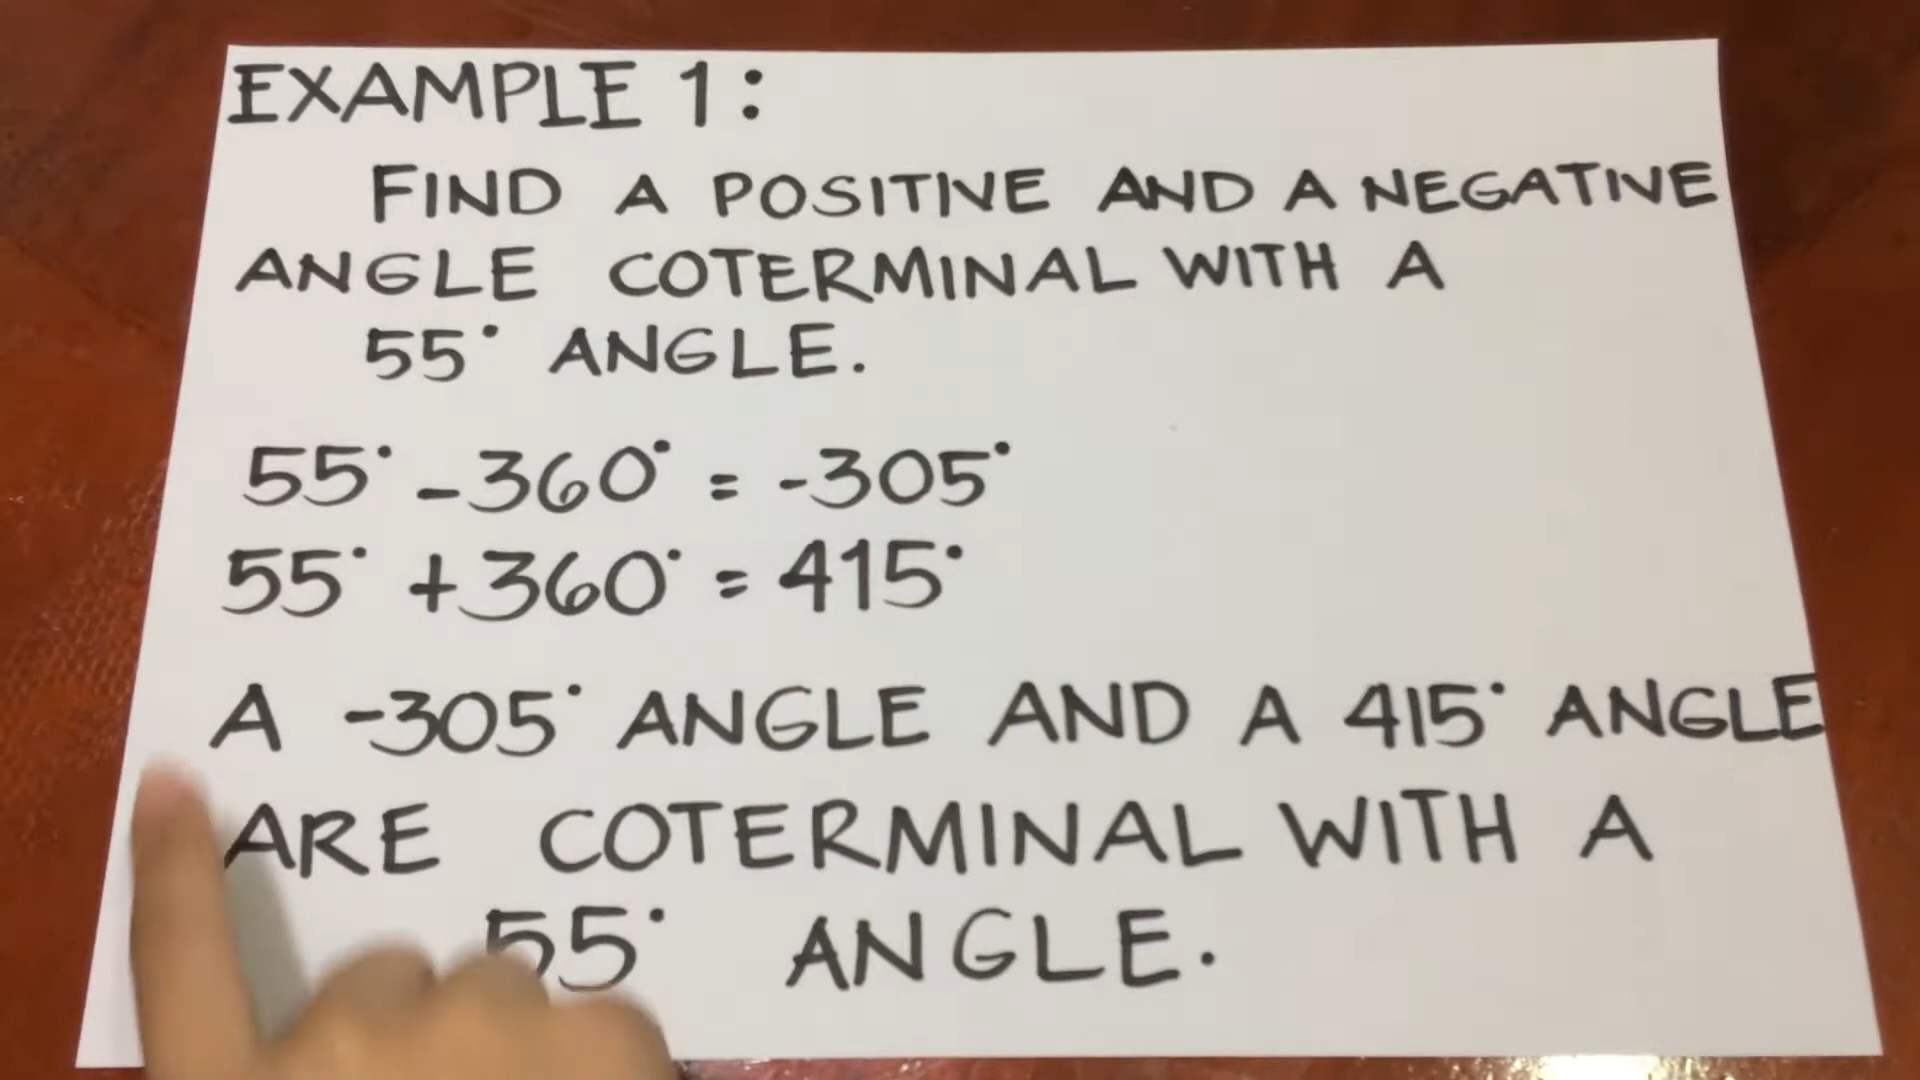 EXAMPLE 1:
FIND A POSITIVE AND A NEGATIVE
ANGLE COTERMINAL WITH A
55° ANGLE.
55° - 360° = -305°
55° + 360° = 415°
A -305° ANGLE AND A 415° ANGLE
ARE COTERMINAL WITH A
55° ANGLE.